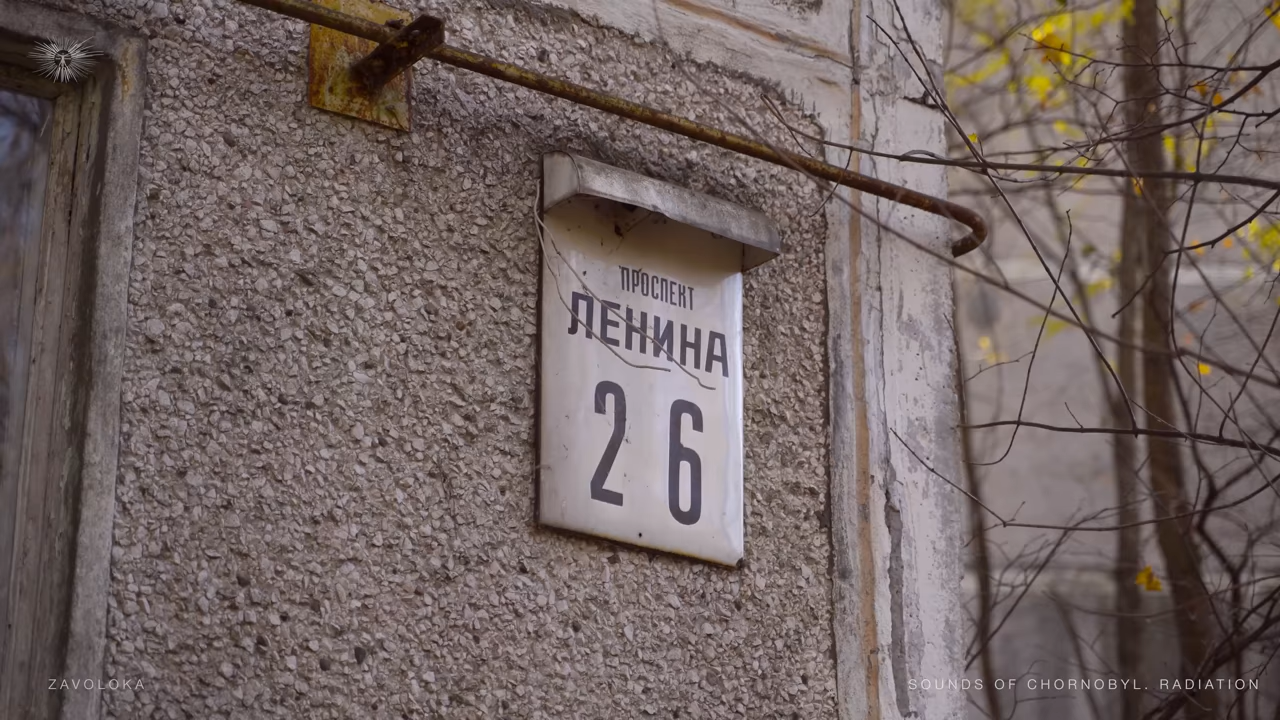 ПРОСПЕКТ
ЛЕНИНА
26
ZAVOLOKA
SOUNDS OF CHORNOBYL. RADIATION